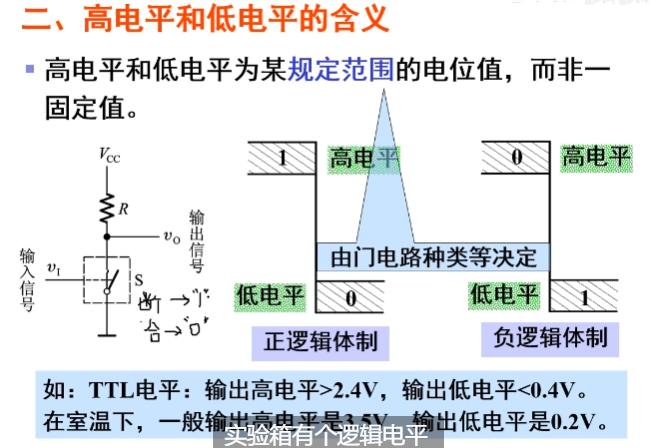 二、高电平和低电平的含义
高电平和低电平为某规定范围的电位值，而非一
固定值。
VCC
R
输出信号
vO
输入信号
vI
S
断→"1"
合→"0"
1
高电平
低电平
0
正逻辑体制
0
高电平
由门电路种类等决定
低电平
1
负逻辑体制
如：TTL电平：输出高电平>2.4V，输出低电平<0.4V。
在室温下，一般输出高电平是3.5V，输出低电平是0.2V。
实验箱有个逻辑电平